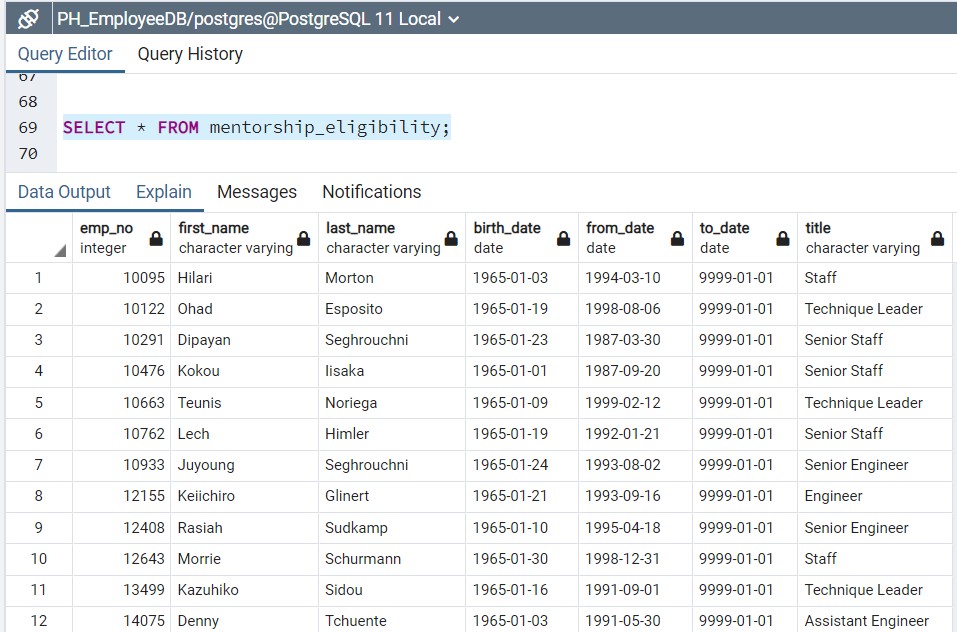 PH_EmployeeDB/postgres@PostgreSQL 11 Local
Query Editor Query History
67
68
69 SELECT * FROM mentorship_eligibility;
70
Data Output Explain Messages Notifications
emp_no first_name last_name birth_date from_date to_date title
integer character varying character varying date date date character varying
1 10095 Hilari Morton 1965-01-03 1994-03-10 9999-01-01 Staff
2 10122 Ohad Esposito 1965-01-19 1998-08-06 9999-01-01 Technique Leader
3 10291 Dipayan Seghrouchni 1965-01-23 1987-03-30 9999-01-01 Senior Staff
4 10476 Kokou Iisaka 1965-01-01 1987-09-20 9999-01-01 Senior Staff
5 10663 Teunis Noriega 1965-01-09 1999-02-12 9999-01-01 Technique Leader
6 10762 Lech Himler 1965-01-19 1992-01-21 9999-01-01 Senior Staff
7 10933 Juyoung Seghrouchni 1965-01-24 1993-08-02 9999-01-01 Senior Engineer
8 12155 Keiichiro Glinert 1965-01-21 1993-09-16 9999-01-01 Engineer
9 12408 Rasiah Sudkamp 1965-01-10 1995-04-18 9999-01-01 Senior Engineer
10 12643 Morrie Schurmann 1965-01-30 1998-12-31 9999-01-01 Staff
11 13499 Kazuhiko Sidou 1965-01-16 1991-09-01 9999-01-01 Technique Leader
12 14075 Denny Tchuente 1965-01-03 1991-05-30 9999-01-01 Assistant Engineer